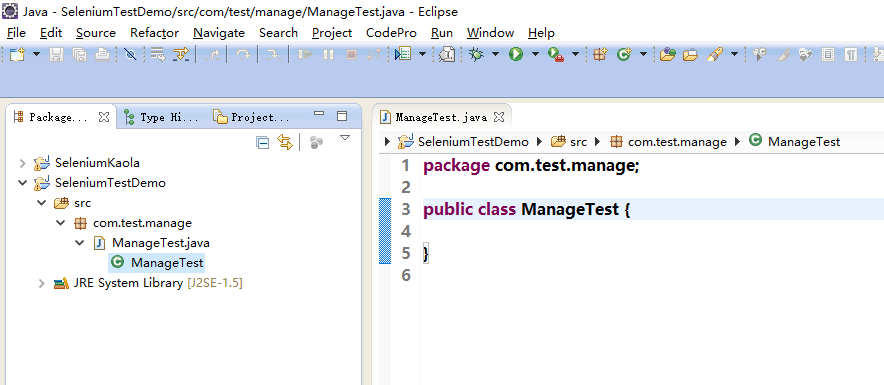 Java - SeleniumTestDemo/src/com/test/manage/ManageTest.java - Eclipse
File Edit Source Refactor Navigate Search Project CodePro Run Window Help
Package... Type Hi... Project...
SeleniumKaola
SeleniumTestDemo
src
com.test.manage
ManageTest.java
ManageTest
JRE System Library [J2SE-1.5]
ManageTest.java
SeleniumTestDemo src com.test.manage ManageTest
1 package com.test.manage;
2
3 public class ManageTest {
4
5 }
6